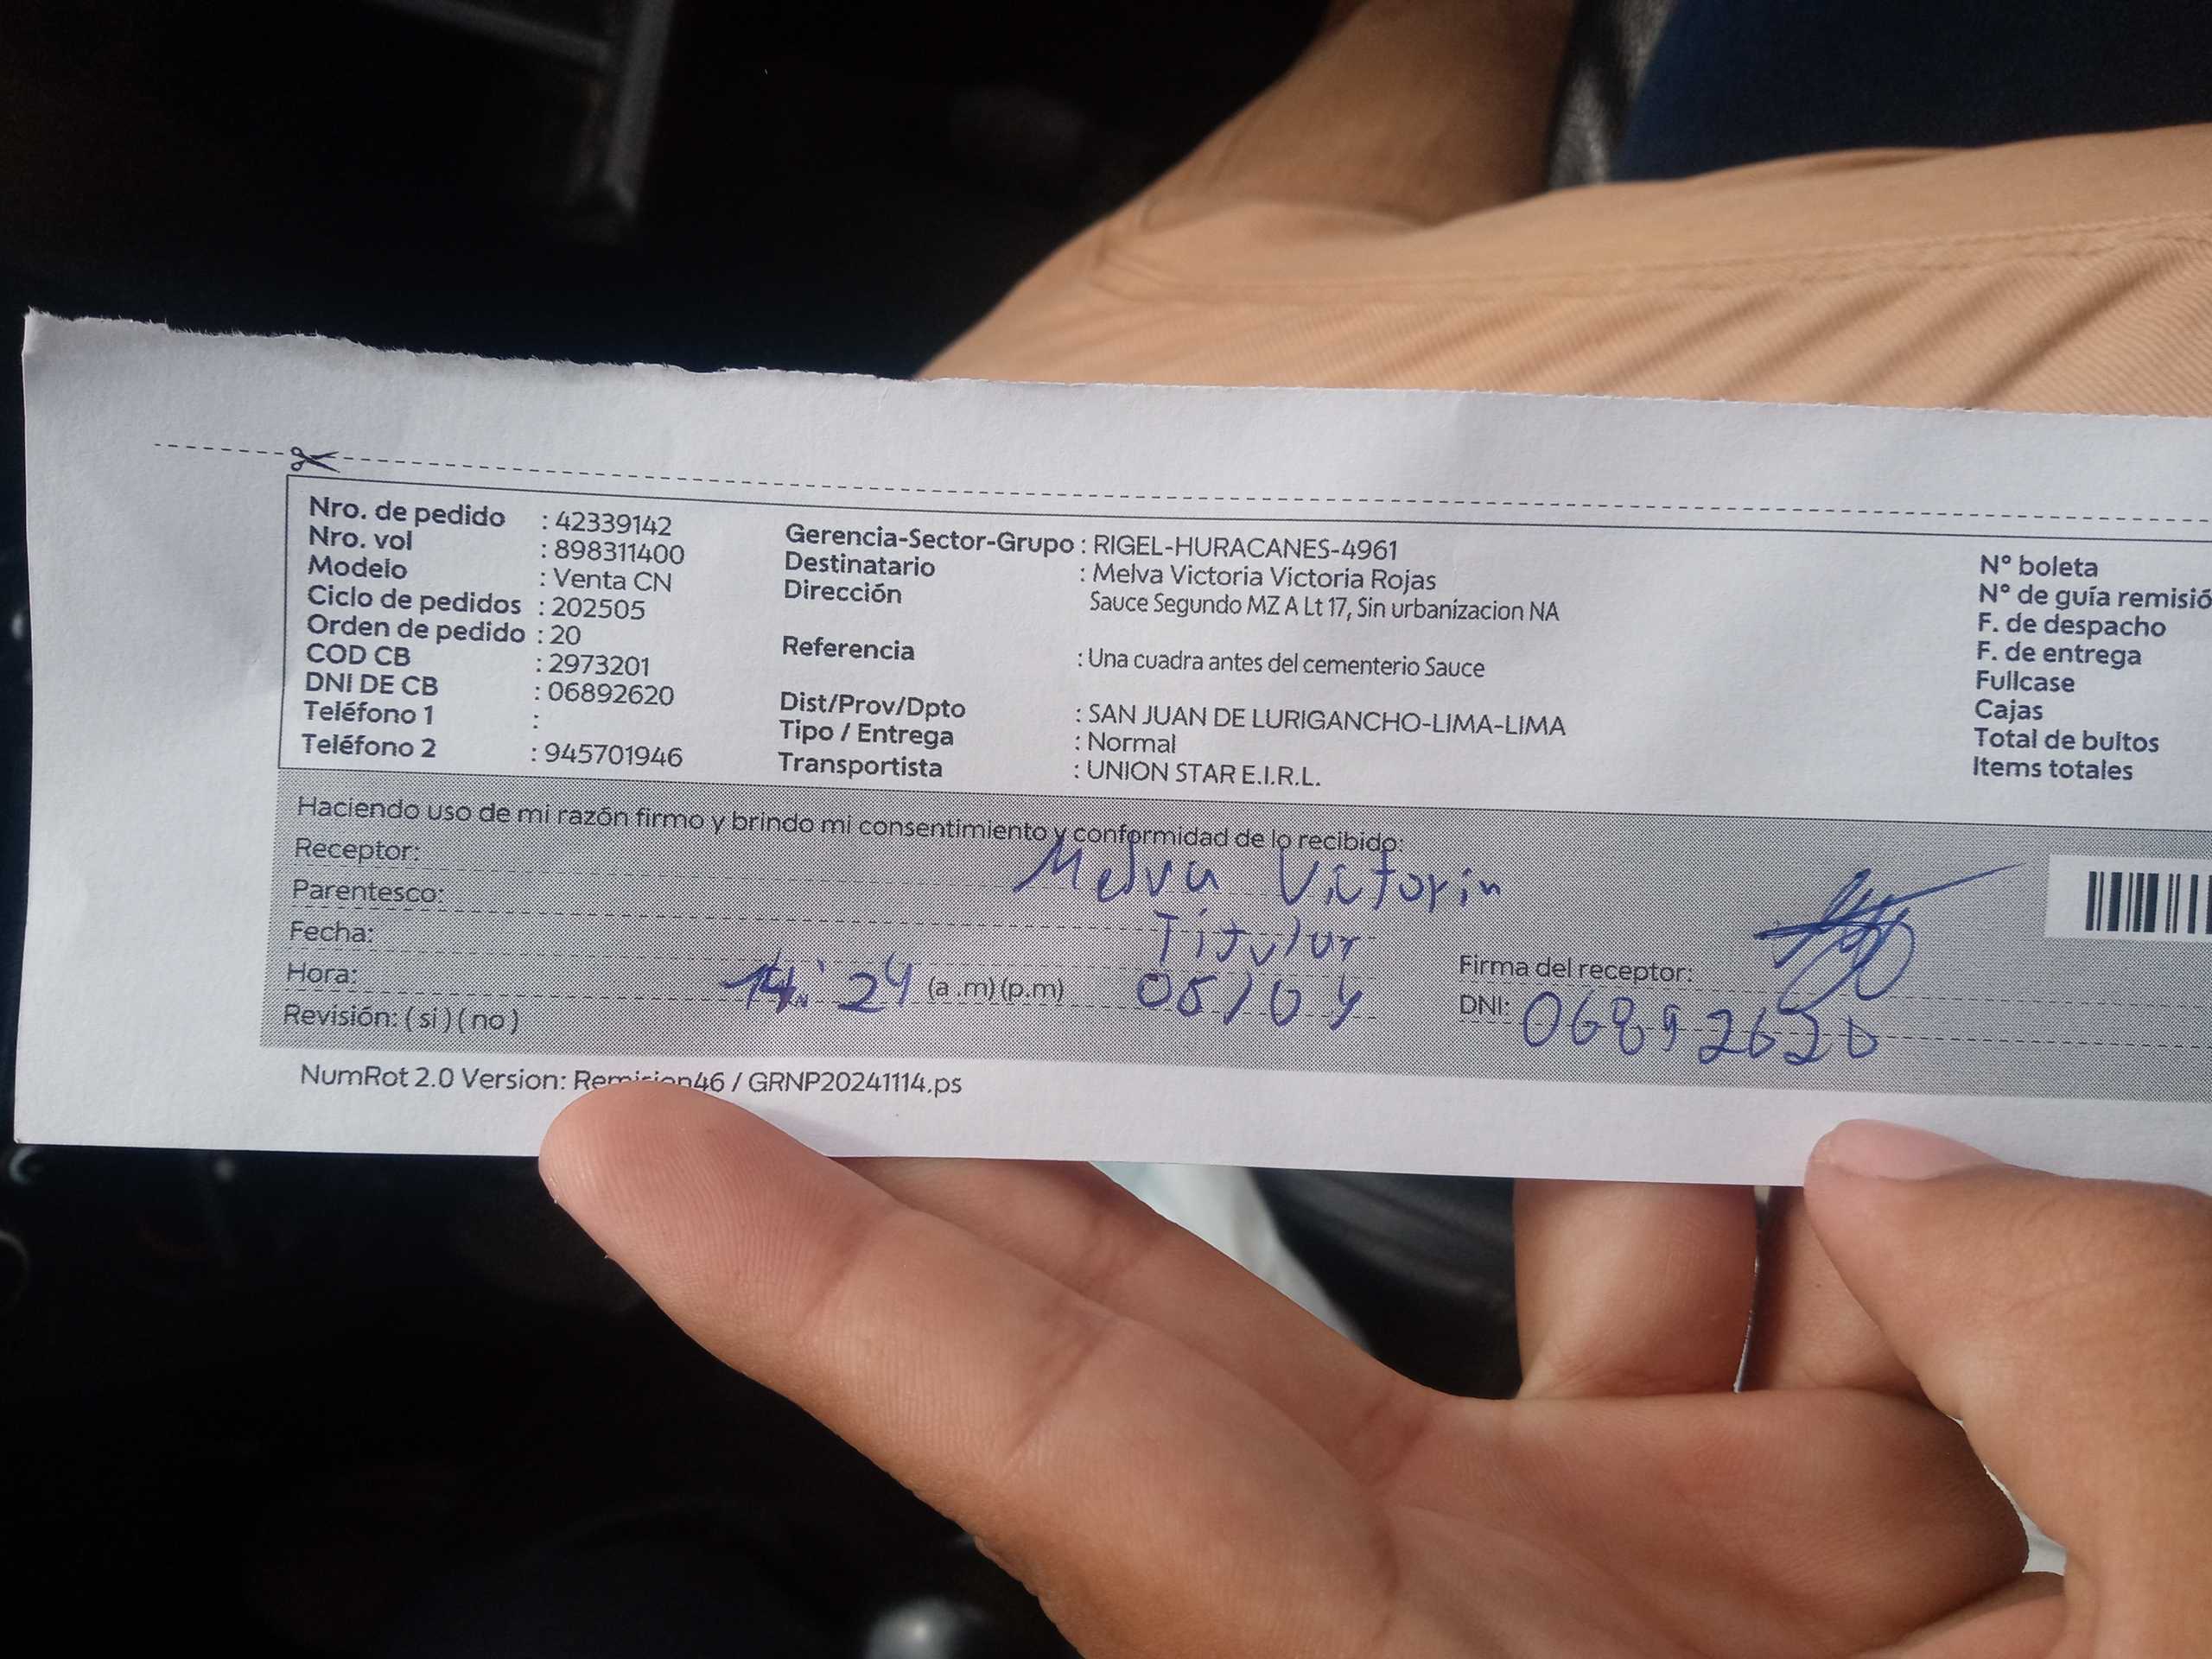 Nro. de pedido : 42339142
Nro. vol : 898311400
Modelo : Venta CN
Ciclo de pedidos : 202505
Orden de pedido : 20
COD CB : 2973201
DNI DE CB : 06892620
Teléfono 1 :
Teléfono 2 : 945701946
Gerencia-Sector-Grupo : RIGEL-HURACANES-4961
Destinatario : Melva Victoria Victoria Rojas
Dirección Sauce Segundo MZ A Lt 17, Sin urbanizacion NA
Referencia : Una cuadra antes del cementerio Sauce
Dist/Prov/Dpto : SAN JUAN DE LURIGANCHO-LIMA-LIMA
Tipo / Entrega : Normal
Transportista : UNION STAR E.I.R.L.
N° boleta
N° de guía remisió
F. de despacho
F. de entrega
Fullcase
Cajas
Total de bultos
Items totales
Haciendo uso de mi razón firmo y brindo mi consentimiento y conformidad de lo recibido:
Receptor: Melva Victoria
Parentesco: Titular
Fecha: 05/04
Hora: 14:24 (a .m) (p.m)
Revisión: ( si ) ( no )
Firma del receptor:
DNI: 06892620
NumRot 2.0 Version: Remision46 / GRNP20241114.ps